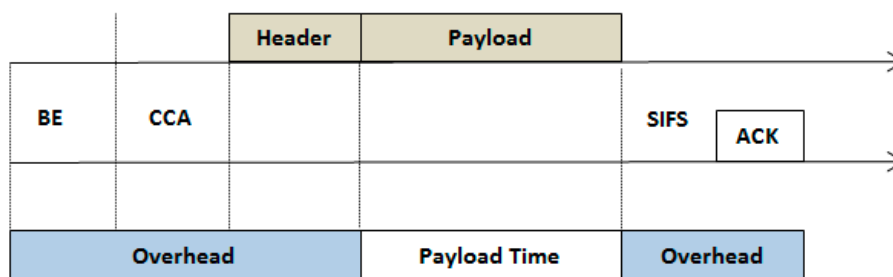 Header Payload
BE CCA SIFS ACK
Overhead Payload Time Overhead